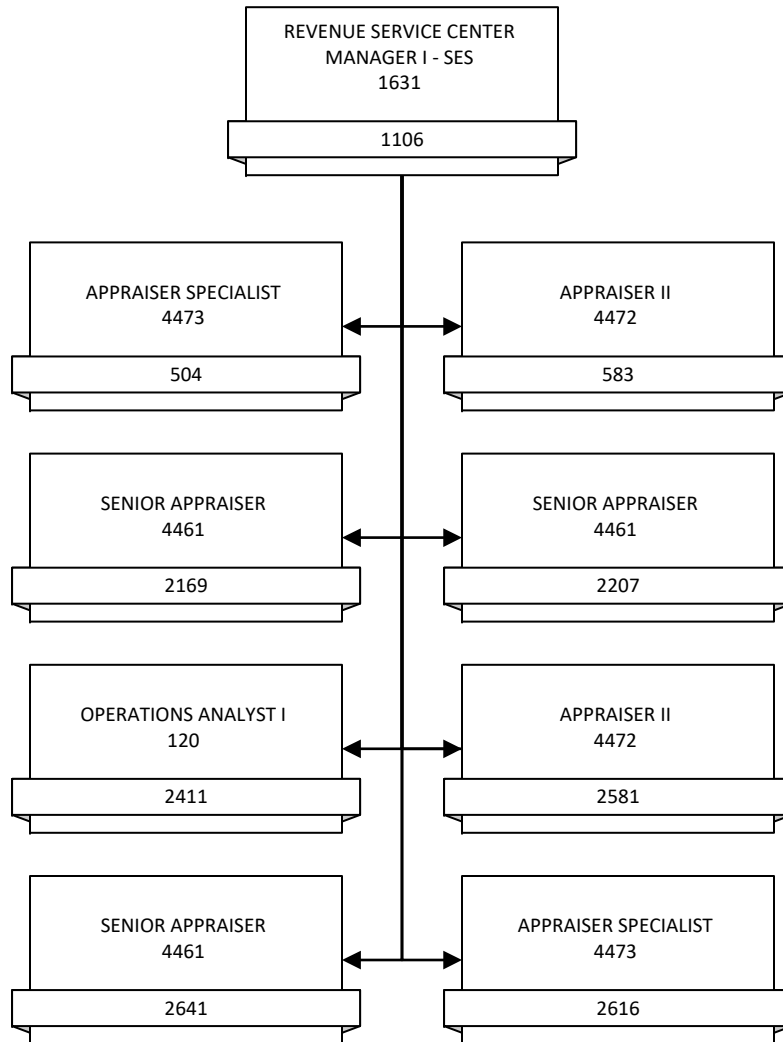 REVENUE SERVICE CENTER
MANAGER I - SES
1631
1106
APPRAISER SPECIALIST
4473
504
APPRAISER II
4472
583
SENIOR APPRAISER
4461
2169
SENIOR APPRAISER
4461
2207
OPERATIONS ANALYST I
120
2411
APPRAISER II
4472
2581
SENIOR APPRAISER
4461
2641
APPRAISER SPECIALIST
4473
2616